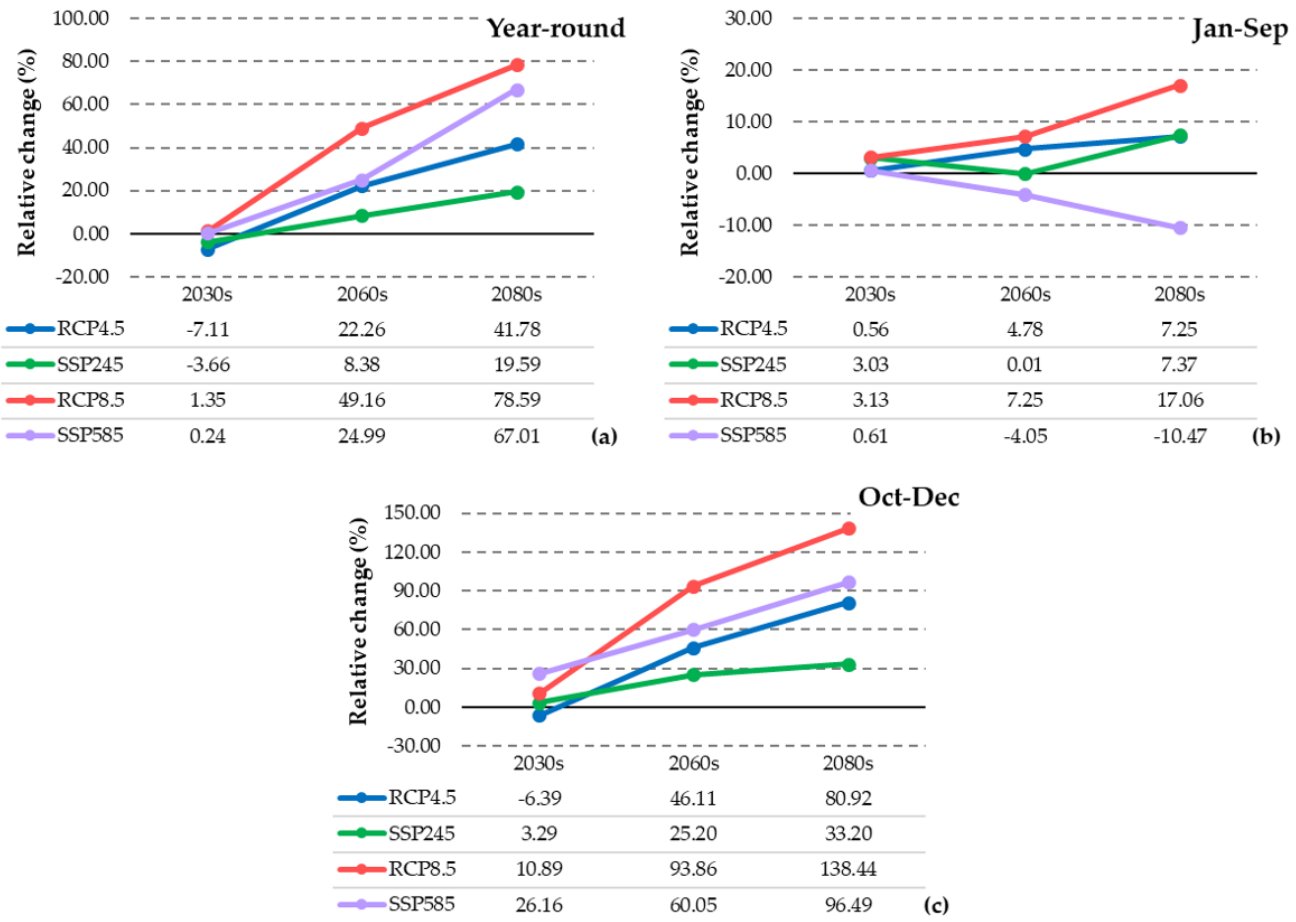 Year-round
Relative change (%)
100.00
80.00
60.00
40.00
20.00
0.00
-20.00
2030s 2060s 2080s
RCP4.5 -7.11 22.26 41.78
SSP245 -3.66 8.38 19.59
RCP8.5 1.35 49.16 78.59
SSP585 0.24 24.99 67.01
(a)
Jan-Sep
Relative change (%)
30.00
20.00
10.00
0.00
-10.00
-20.00
2030s 2060s 2080s
RCP4.5 0.56 4.78 7.25
SSP245 3.03 0.01 7.37
RCP8.5 3.13 7.25 17.06
SSP585 0.61 -4.05 -10.47
(b)
Oct-Dec
Relative change (%)
150.00
120.00
90.00
60.00
30.00
0.00
-30.00
2030s 2060s 2080s
RCP4.5 -6.39 46.11 80.92
SSP245 3.29 25.20 33.20
RCP8.5 10.89 93.86 138.44
SSP585 26.16 60.05 96.49
(c)